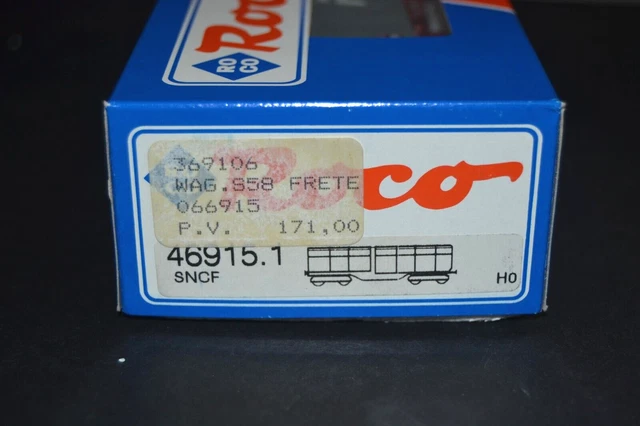 Roco
RO
CO
369106
WAG.S58 FRETE
066915
P.V. 171,00
Roco
46915.1
SNCF
H0